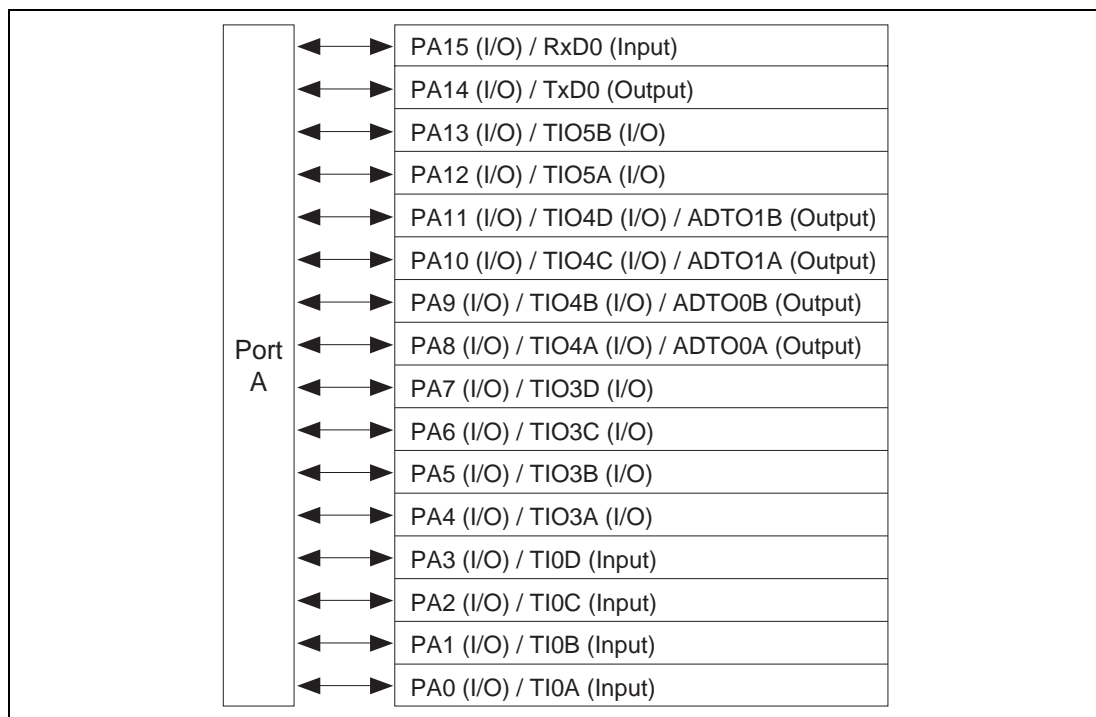 PA15 (I/O) / RxD0 (Input)
PA14 (I/O) / TxD0 (Output)
PA13 (I/O) / TIO5B (I/O)
PA12 (I/O) / TIO5A (I/O)
PA11 (I/O) / TIO4D (I/O) / ADTO1B (Output)
PA10 (I/O) / TIO4C (I/O) / ADTO1A (Output)
PA9 (I/O) / TIO4B (I/O) / ADTO0B (Output)
PA8 (I/O) / TIO4A (I/O) / ADTO0A (Output)
Port
A
PA7 (I/O) / TIO3D (I/O)
PA6 (I/O) / TIO3C (I/O)
PA5 (I/O) / TIO3B (I/O)
PA4 (I/O) / TIO3A (I/O)
PA3 (I/O) / TI0D (Input)
PA2 (I/O) / TI0C (Input)
PA1 (I/O) / TI0B (Input)
PA0 (I/O) / TI0A (Input)